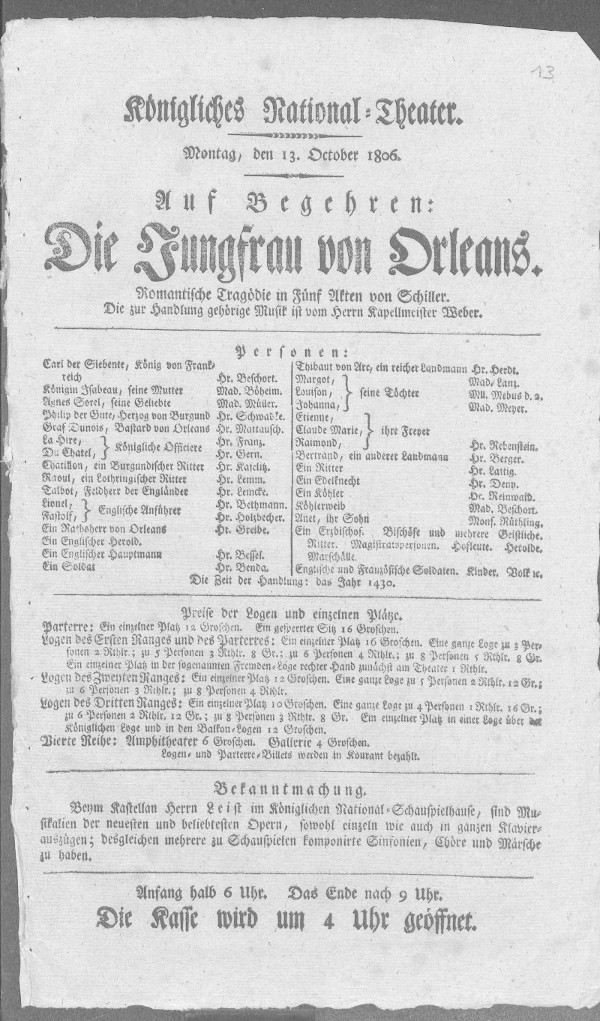 13
Königliches National-Theater.
Montag, den 13. October 1806.
Auf Begehren:
Die Jungfrau von Orleans.
Romantische Tragödie in Fünf Akten von Schiller.
Die zur Handlung gehörige Musik ist vom Herrn Kapellmeister Weber.
Personen:
Carl der Siebente, König von Frank-
reich Hr. Beschort.
Königin Isabeau, seine Mutter Mad. Böheim.
Agnes Sorel, seine Geliebte Mad. Müller.
Philip der Gute, Herzog von Burgund Hr. Schwadke.
Graf Dunois, Bastard von Orleans Hr. Mattausch.
La Hire, Hr. Franz.
Du Chatel, } Königliche Officiere Hr. Gern.
Chatillon, ein Burgundischer Ritter Hr. Kaselitz.
Raoul, ein Lothringischer Ritter Hr. Lemm.
Talbot, Feldherr der Engländer Hr. Lemcke.
Lionel, Hr. Bethmann.
Fastolf, } Englische Anführer Hr. Holzbecher.
Ein Rathsherr von Orleans Hr. Greibe.
Ein Englischer Herold.
Ein Englischer Hauptmann Hr. Bessel.
Ein Soldat Hr. Benda.
Thibaut von Arc, ein reicher Landmann Hr. Herdt.
Margot, Mad. Lanz.
Louison, } seine Töchter Mll. Mebus d. 2.
Johanna, Mad. Meyer.
Etienne,
Claude Marie, } ihre Freyer
Raimond, Hr. Rebenstein.
Bertrand, ein anderer Landmann Hr. Berger.
Ein Ritter Hr. Lattig.
Ein Edelknecht Hr. Deny.
Ein Köhler Hr. Reinwald.
Köhlerweib Mad. Beschort.
Anet, ihr Sohn Mons. Rüthling.
Ein Erzbischof. Bischöfe und mehrere Geistliche.
Ritter. Magistratspersonen. Hofleute. Herolde.
Marschälle.
Englische und Französische Soldaten. Kinder. Volk ꝛc.
Die Zeit der Handlung: das Jahr 1430.
Preise der Logen und einzelnen Plätze.
Parterre: Ein einzelner Platz 12 Groschen. Ein gesperrter Sitz 16 Groschen.
Logen des Ersten Ranges und des Parterres: Ein einzelner Platz 16 Groschen. Eine ganze Loge zu 3 Per-
sonen 2 Rthlr.; zu 5 Personen 3 Rthlr. 8 Gr.; zu 6 Personen 4 Rthlr.; zu 8 Personen 5 Rthlr. 8 Gr.
Ein einzelner Platz in der sogenannten Fremden-Loge rechter Hand zunächst am Theater 1 Rthlr.
Logen des Zweyten Ranges: Ein einzelner Platz 12 Groschen. Eine ganze Loge zu 5 Personen 2 Rthlr. 12 Gr.;
zu 6 Personen 3 Rthlr.; zu 8 Personen 4 Rthlr.
Logen des Dritten Ranges: Ein einzelner Platz 10 Groschen. Eine ganze Loge zu 4 Personen 1 Rthlr. 16 Gr.;
zu 6 Personen 2 Rthlr. 12 Gr.; zu 8 Personen 3 Rthlr. 8 Gr. Ein einzelner Platz in einer Loge über der
Königlichen Loge und in den Balkon-Logen 12 Groschen.
Vierte Reihe: Amphitheater 6 Groschen. Gallerie 4 Groschen.
Logen- und Parterre-Billets werden in Kourant bezahlt.
Bekanntmachung.
Beym Kastellan Herrn Leist im Königlichen National-Schauspielhause, sind Mu-
sikalien der neuesten und beliebtesten Opern, sowohl einzeln wie auch in ganzen Klavier-
auszügen; desgleichen mehrere zu Schauspielen komponirte Sinfonien, Chöre und Märsche
zu haben.
Anfang halb 6 Uhr. Das Ende nach 9 Uhr.
Die Kasse wird um 4 Uhr geöffnet.